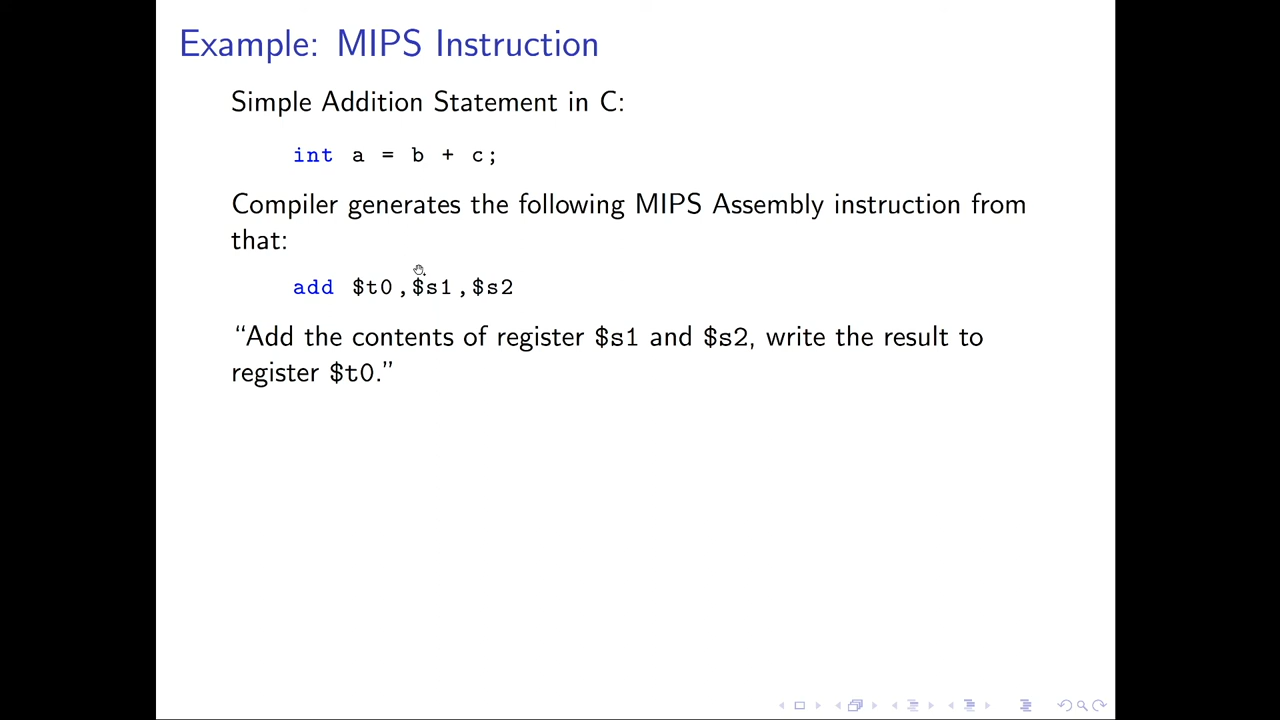 Example: MIPS Instruction
Simple Addition Statement in C:
int a = b + c;
Compiler generates the following MIPS Assembly instruction from
that:
add $t0,$s1,$s2
“Add the contents of register $s1 and $s2, write the result to
register $t0.”